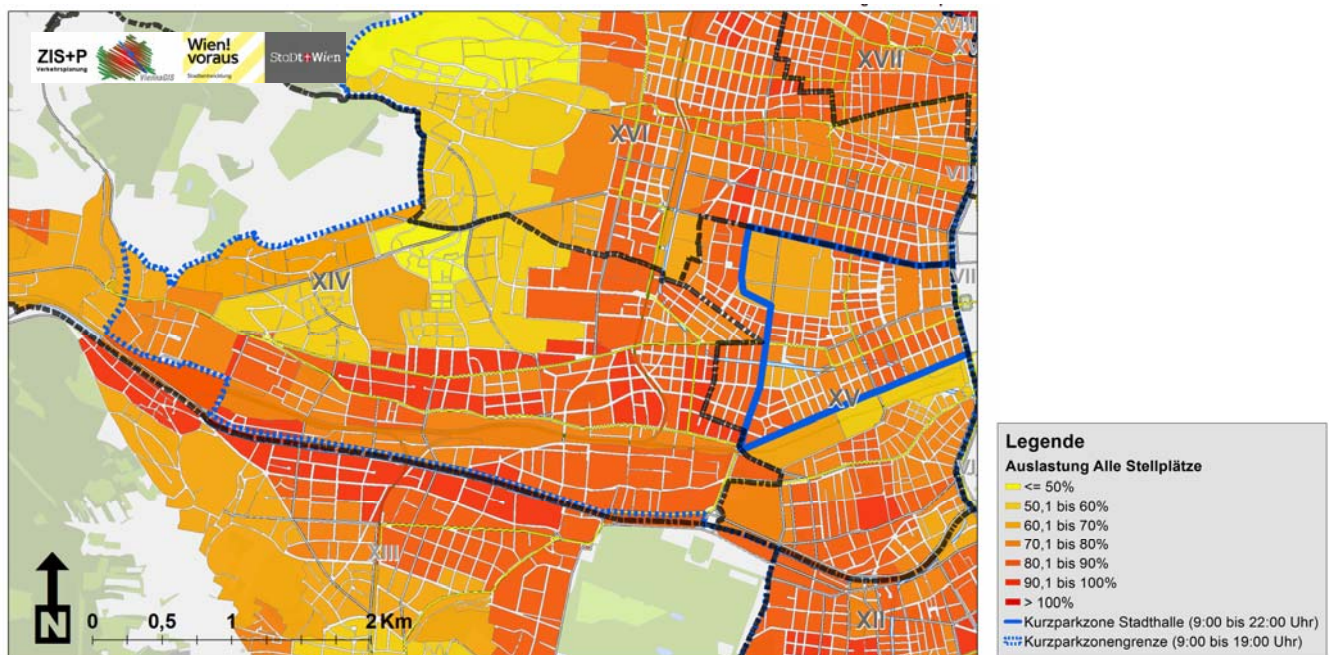 ZIS+P
Verkehrsplanung
ViennaGIS
Wien!
voraus
Stadtentwicklung
StaDt Wien
XVIII
XVII
XVI
VIII
VII
XIV
XV
XIII
XII
N
0 0,5 1 2 Km
Legende
Auslastung Alle Stellplätze
<= 50%
50,1 bis 60%
60,1 bis 70%
70,1 bis 80%
80,1 bis 90%
90,1 bis 100%
> 100%
Kurzparkzone Stadthalle (9:00 bis 22:00 Uhr)
Kurzparkzonengrenze (9:00 bis 19:00 Uhr)